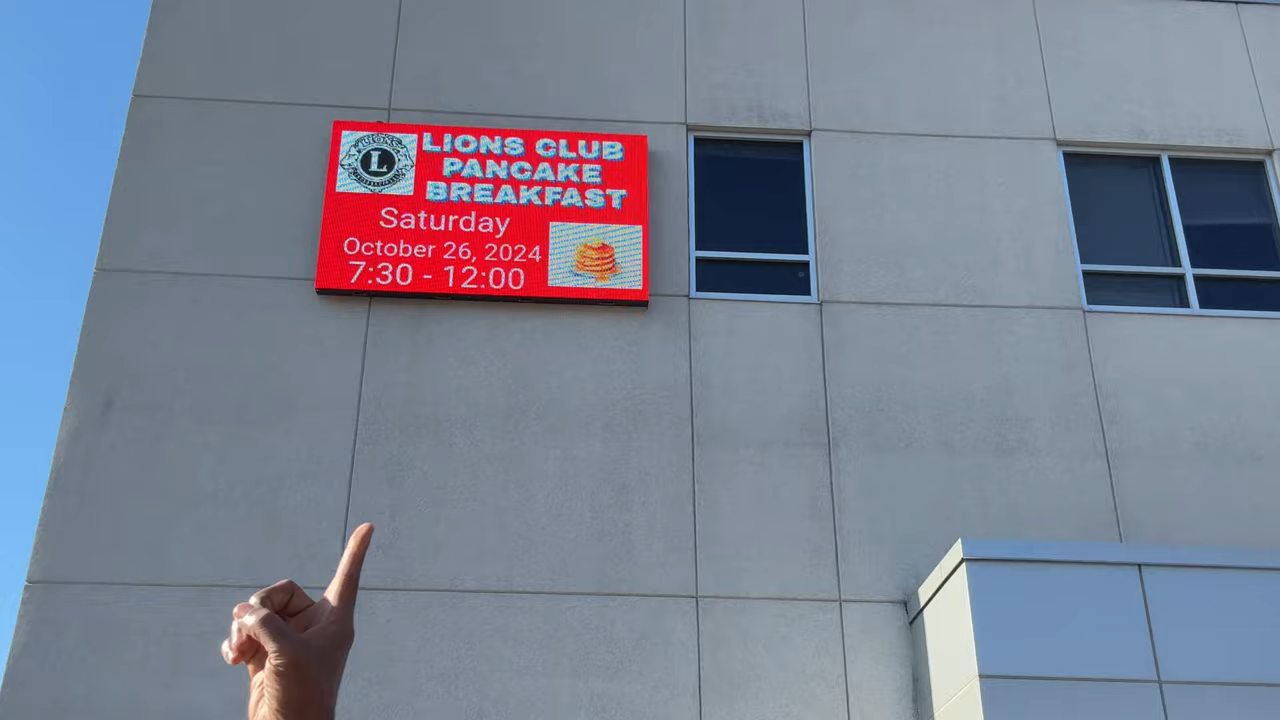 LIONS CLUB
PANCAKE
BREAKFAST
Saturday
October 26, 2024
7:30 - 12:00
L